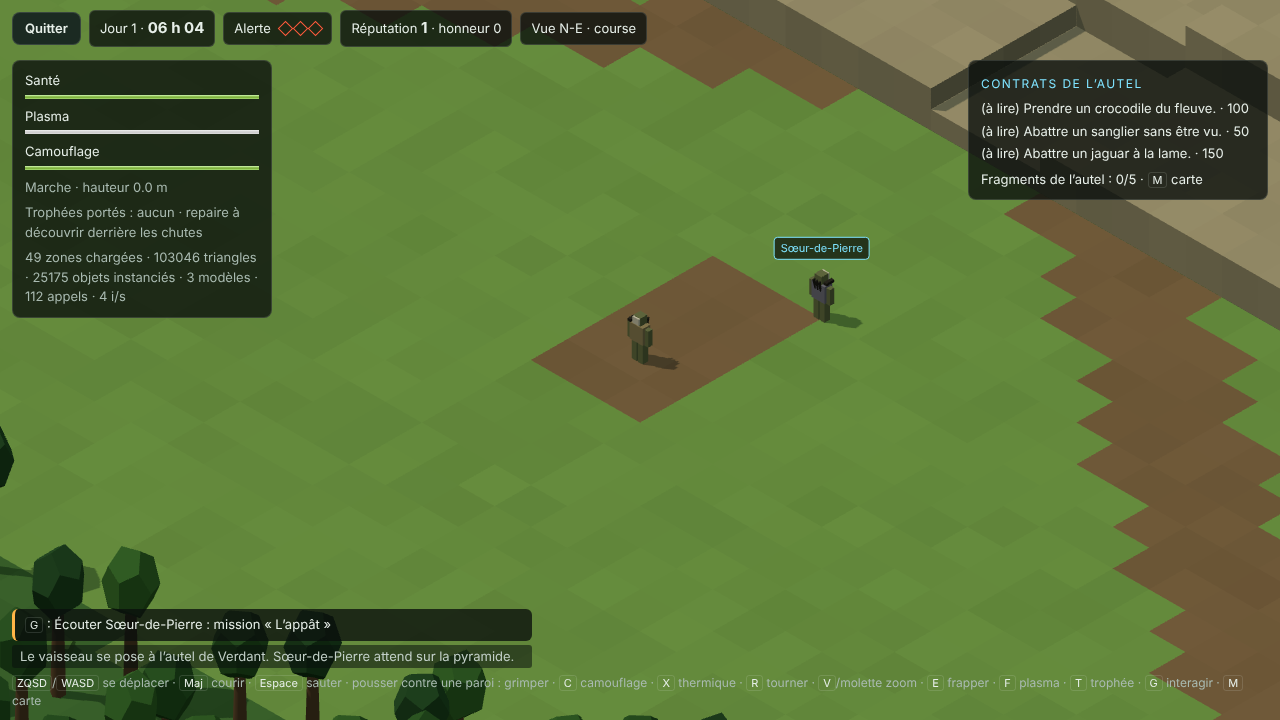 Quitter
Jour 1 · 06 h 04
Alerte
Réputation 1 · honneur 0
Vue N-E · course
Santé
Plasma
Camouflage
Marche · hauteur 0.0 m
Trophées portés : aucun · repaire à
découvrir derrière les chutes
49 zones chargées · 103046 triangles
· 25175 objets instanciés · 3 modèles ·
112 appels · 4 i/s
CONTRATS DE L’AUTEL
(à lire) Prendre un crocodile du fleuve. · 100
(à lire) Abattre un sanglier sans être vu. · 50
(à lire) Abattre un jaguar à la lame. · 150
Fragments de l’autel : 0/5 · M carte
Sœur-de-Pierre
G : Écouter Sœur-de-Pierre : mission « L’appât »
Le vaisseau se pose à l’autel de Verdant. Sœur-de-Pierre attend sur la pyramide.
ZQSD / WASD se déplacer · Maj courir · Espace sauter · pousser contre une paroi : grimper · C camouflage · X thermique · R tourner · V /molette zoom · E frapper · F plasma · T trophée · G interagir · M
carte